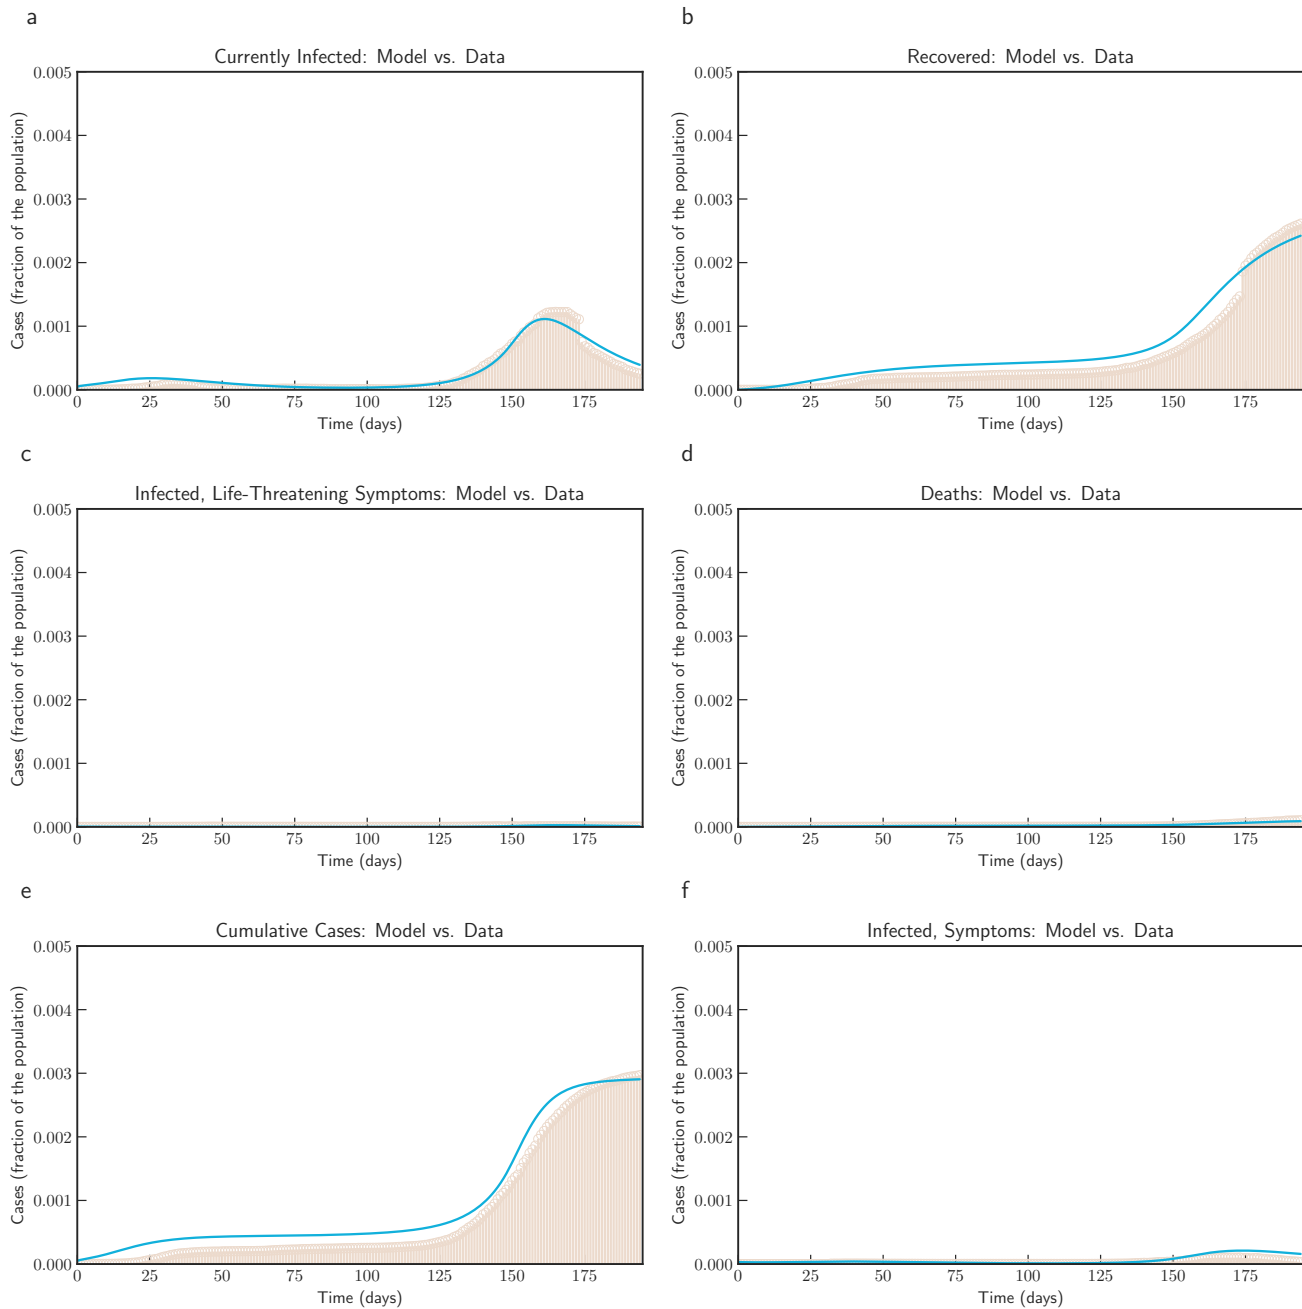 a
Currently Infected: Model vs. Data
Cases (fraction of the population)
0.005
0.004
0.003
0.002
0.001
0.000
0 25 50 75 100 125 150 175
Time (days)
b
Recovered: Model vs. Data
Cases (fraction of the population)
0.005
0.004
0.003
0.002
0.001
0.000
0 25 50 75 100 125 150 175
Time (days)
c
Infected, Life-Threatening Symptoms: Model vs. Data
Cases (fraction of the population)
0.005
0.004
0.003
0.002
0.001
0.000
0 25 50 75 100 125 150 175
Time (days)
d
Deaths: Model vs. Data
Cases (fraction of the population)
0.005
0.004
0.003
0.002
0.001
0.000
0 25 50 75 100 125 150 175
Time (days)
e
Cumulative Cases: Model vs. Data
Cases (fraction of the population)
0.005
0.004
0.003
0.002
0.001
0.000
0 25 50 75 100 125 150 175
Time (days)
f
Infected, Symptoms: Model vs. Data
Cases (fraction of the population)
0.005
0.004
0.003
0.002
0.001
0.000
0 25 50 75 100 125 150 175
Time (days)